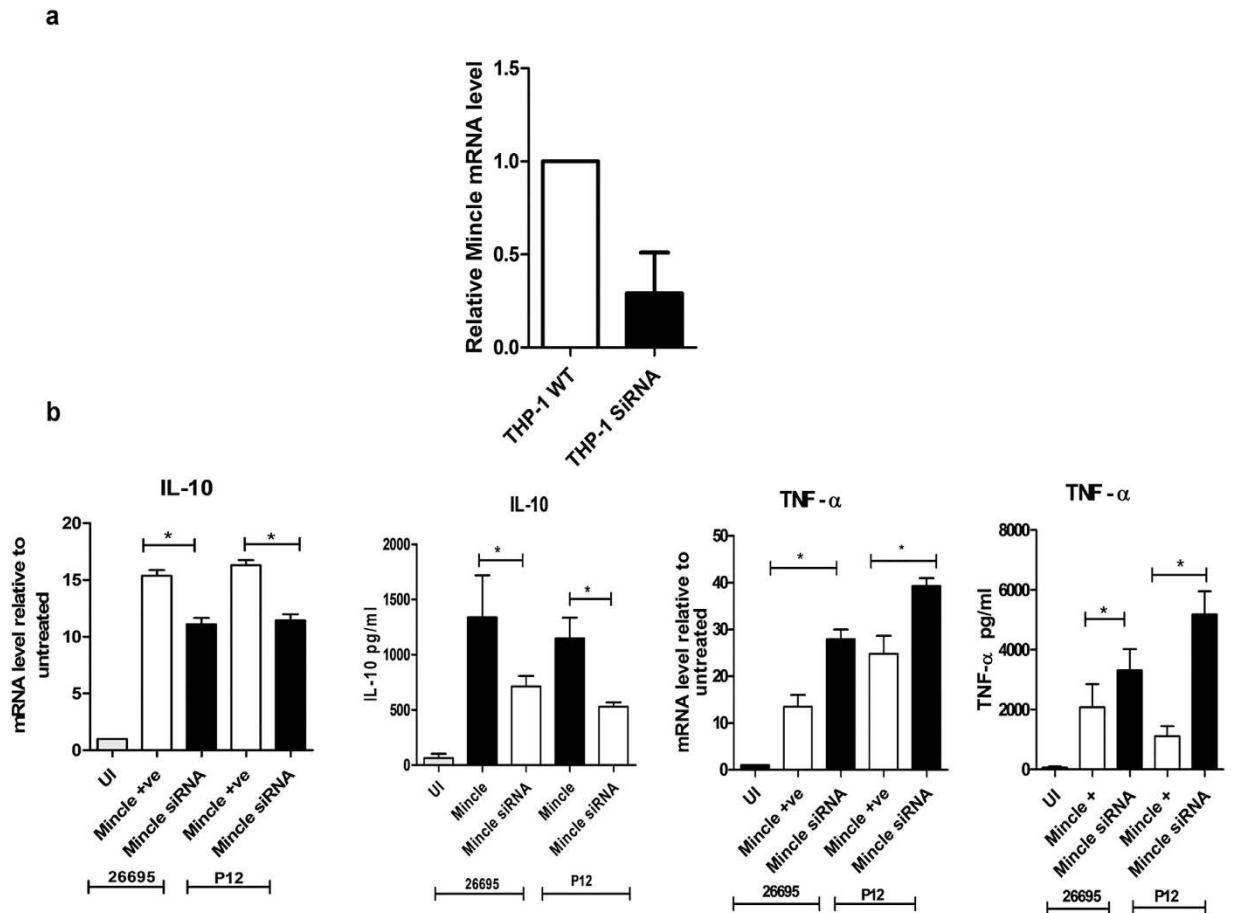 a
Relative Mincle mRNA level
1.5
1.0
0.5
0.0
THP-1 WT
THP-1 SiRNA
b
IL-10
mRNA level relative to
untreated
20
15
10
5
0
UI
Mincle +ve
Mincle siRNA
Mincle +ve
Mincle siRNA
26695
P12
IL-10
IL-10 pg/ml
2000
1500
1000
500
0
*
*
UI
Mincle
Mincle siRNA
Mincle
Mincle siRNA
26695
P12
TNF - α
mRNA level relative to
untreated
50
40
30
20
10
0
*
*
UI
Mincle +ve
Mincle siRNA
Mincle +ve
Mincle siRNA
26695
P12
TNF - α
TNF-α pg/ml
8000
6000
4000
2000
0
*
*
UI
Mincle +
Mincle siRNA
Mincle +
Mincle siRNA
26695
P12